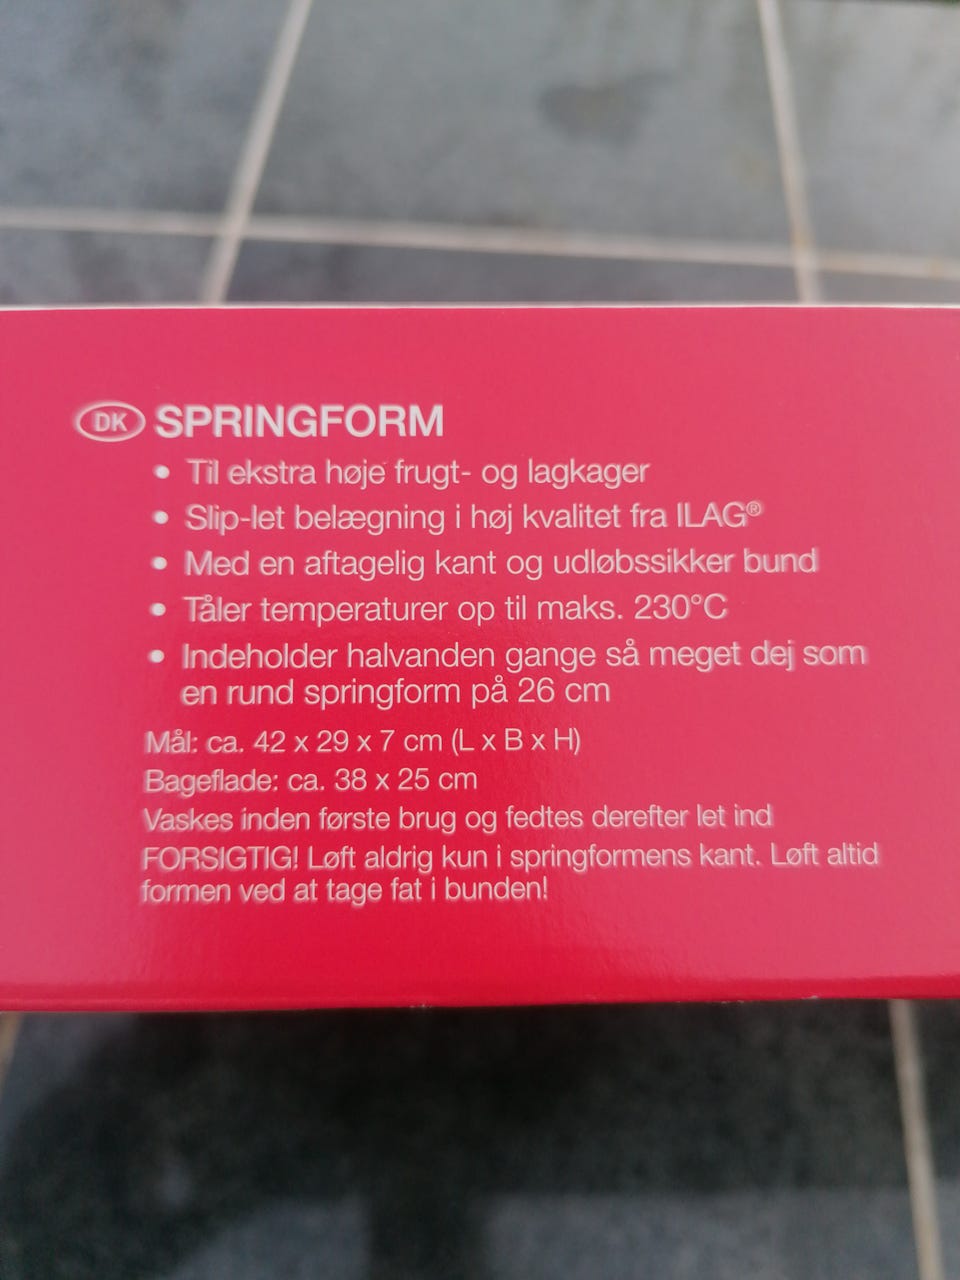 DK SPRINGFORM
• Til ekstra høje frugt- og lagkager
• Slip-let belægning i høj kvalitet fra ILAG®
• Med en aftagelig kant og udløbssikker bund
• Tåler temperaturer op til maks. 230°C
• Indeholder halvanden gange så meget dej som
en rund springform på 26 cm
Mål: ca. 42 x 29 x 7 cm (L x B x H)
Bageflade: ca. 38 x 25 cm
Vaskes inden første brug og fedtes derefter let ind
FORSIGTIG! Løft aldrig kun i springformens kant. Løft altid
formen ved at tage fat i bunden!